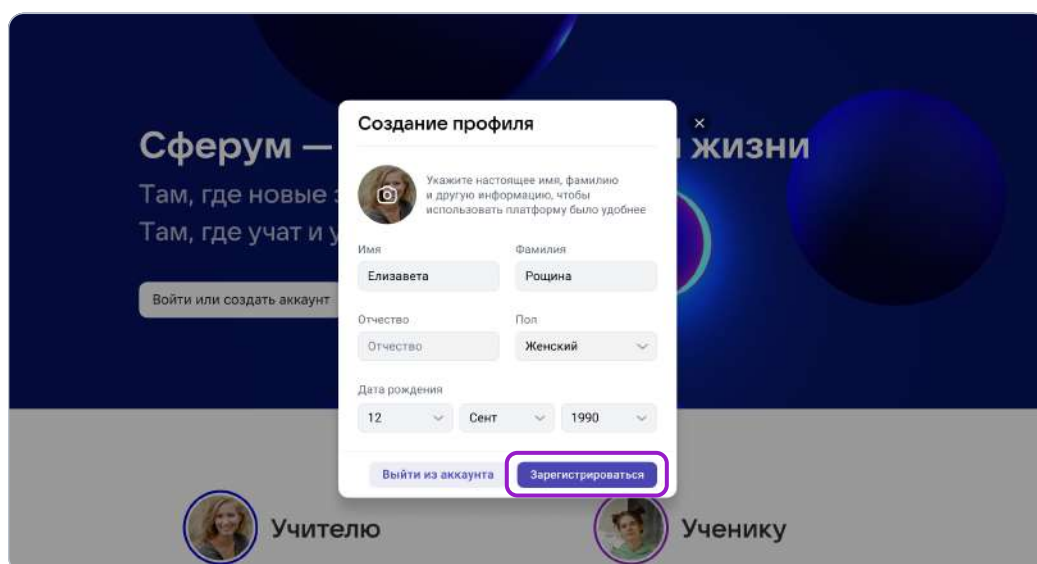 Создание профиля
Сферум —
жизни
Укажите настоящее имя, фамилию
и другую информацию, чтобы
использовать платформу было удобнее
Там, где новые
Там, где учат и у
Имя
Фамилия
Елизавета
Рощина
Войти или создать аккаунт
Отчество
Пол
Отчество
Женский
Дата рождения
12
Сент
1990
Выйти из аккаунта
Зарегистрироваться
Учителю
Ученику